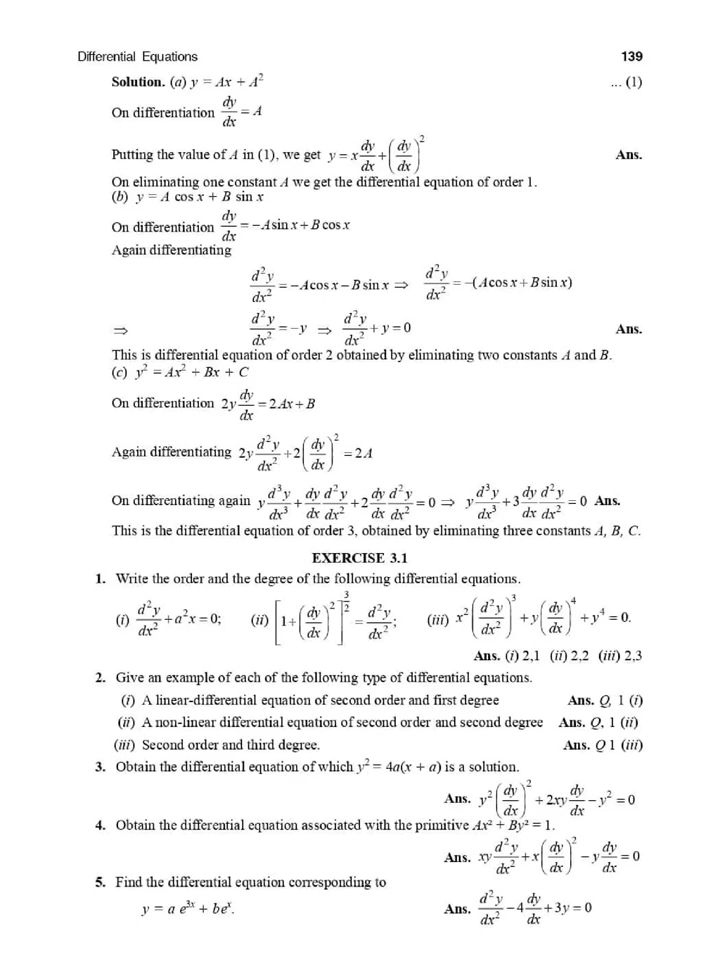 Differential Equations 139
Solution. (a) y = Ax + A² ... (1)
On differentiation dy/dx = A
Putting the value of A in (1), we get y = x dy/dx + (dy/dx)² Ans.
On eliminating one constant A we get the differential equation of order 1.
(b) y = A cos x + B sin x
On differentiation dy/dx = – A sin x + B cos x
Again differentiating
d²y/dx² = – A cos x – B sin x ⇒ d²y/dx² = –(A cos x + B sin x)
⇒ d²y/dx² = –y ⇒ d²y/dx² + y = 0 Ans.
This is differential equation of order 2 obtained by eliminating two constants A and B.
(c) y² = Ax² + Bx + C
On differentiation 2y dy/dx = 2Ax + B
Again differentiating 2y d²y/dx² + 2(dy/dx)² = 2A
On differentiating again y d³y/dx³ + dy/dx d²y/dx² + 2 dy/dx d²y/dx² = 0 ⇒ y d³y/dx³ + 3 dy/dx d²y/dx² = 0 Ans.
This is the differential equation of order 3, obtained by eliminating three constants A, B, C.
EXERCISE 3.1
1. Write the order and the degree of the following differential equations.
(i) d²y/dx² + a²x = 0; (ii) [1 + (dy/dx)²]^(3/2) = d²y/dx²; (iii) x²(d²y/dx²)³ + y(dy/dx)⁴ + y⁴ = 0.
Ans. (i) 2,1 (ii) 2,2 (iii) 2,3
2. Give an example of each of the following type of differential equations.
(i) A linear-differential equation of second order and first degree Ans. Q, 1 (i)
(ii) A non-linear differential equation of second order and second degree Ans. Q, 1 (ii)
(iii) Second order and third degree. Ans. Q 1 (iii)
3. Obtain the differential equation of which y² = 4a(x + a) is a solution.
Ans. y²(dy/dx)² + 2xy dy/dx – y² = 0
4. Obtain the differential equation associated with the primitive Ax² + By² = 1.
Ans. xy d²y/dx² + x(dy/dx)² – y dy/dx = 0
5. Find the differential equation corresponding to
y = a e³ˣ + beˣ. Ans. d²y/dx² – 4 dy/dx + 3y = 0